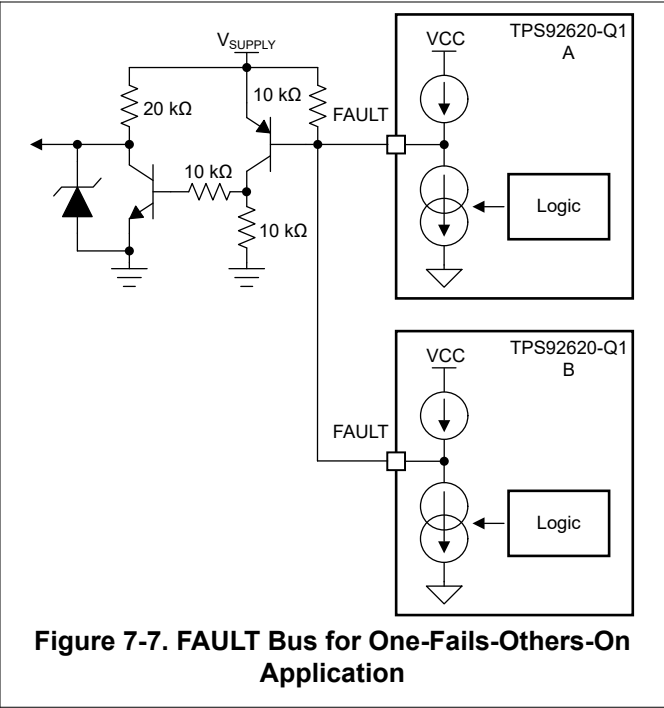 TPS92620-Q1
A
VSUPPLY
VCC
20 kΩ
10 kΩ
FAULT
10 kΩ
10 kΩ
Logic
TPS92620-Q1
B
VCC
FAULT
Logic
Figure 7-7. FAULT Bus for One-Fails-Others-On
Application